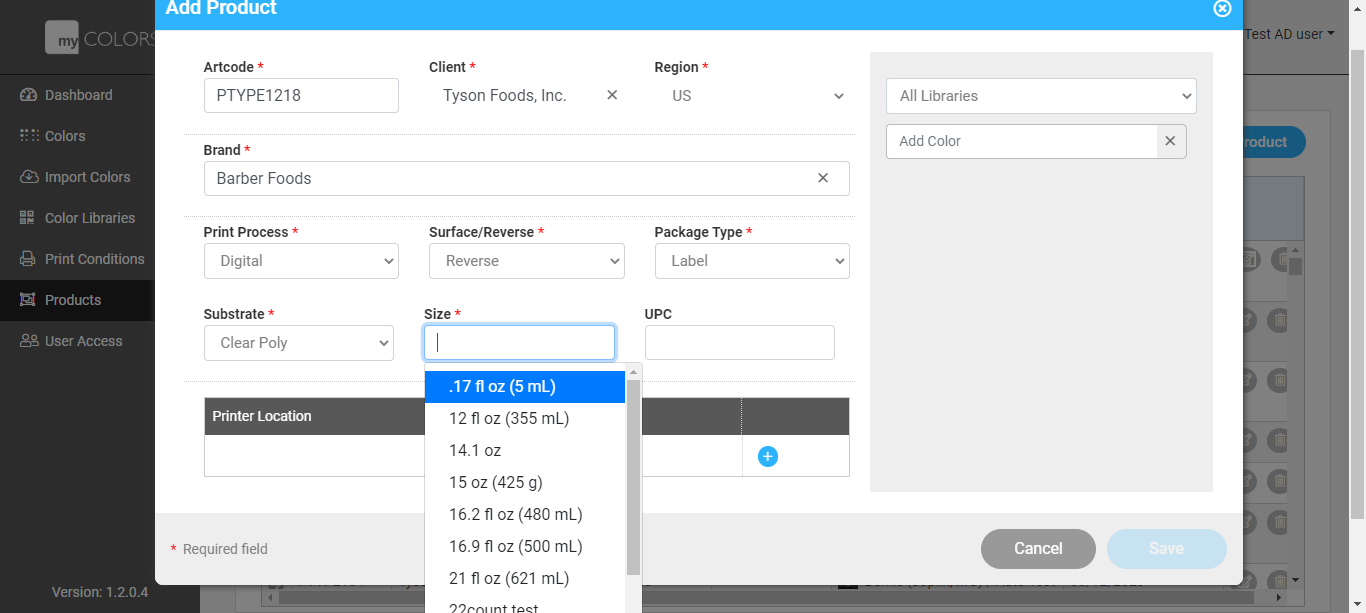 Add Product
my COLORS
Test AD user
Dashboard
Colors
Import Colors
Color Libraries
Print Conditions
Products
User Access
Version: 1.2.0.4
Artcode *
PTYPE1218
Client *
Tyson Foods, Inc. ×
Region *
US
Brand *
Barber Foods ×
Print Process *
Digital
Surface/Reverse *
Reverse
Package Type *
Label
Substrate *
Clear Poly
Size *
UPC
.17 fl oz (5 mL)
12 fl oz (355 mL)
14.1 oz
15 oz (425 g)
16.2 fl oz (480 mL)
16.9 fl oz (500 mL)
21 fl oz (621 mL)
22count test
Printer Location
All Libraries
Add Color ×
roduct
* Required field
Cancel
Save